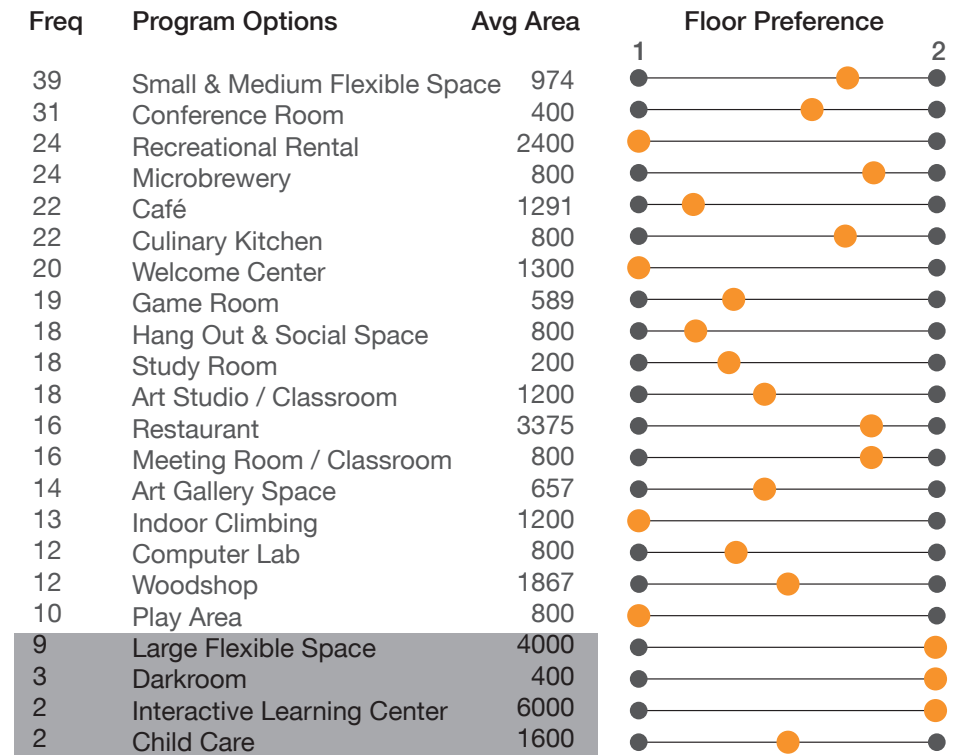 Freq Program Options Avg Area Floor Preference
1 2
39 Small & Medium Flexible Space 974
31 Conference Room 400
24 Recreational Rental 2400
24 Microbrewery 800
22 Café 1291
22 Culinary Kitchen 800
20 Welcome Center 1300
19 Game Room 589
18 Hang Out & Social Space 800
18 Study Room 200
18 Art Studio / Classroom 1200
16 Restaurant 3375
16 Meeting Room / Classroom 800
14 Art Gallery Space 657
13 Indoor Climbing 1200
12 Computer Lab 800
12 Woodshop 1867
10 Play Area 800
9 Large Flexible Space 4000
3 Darkroom 400
2 Interactive Learning Center 6000
2 Child Care 1600